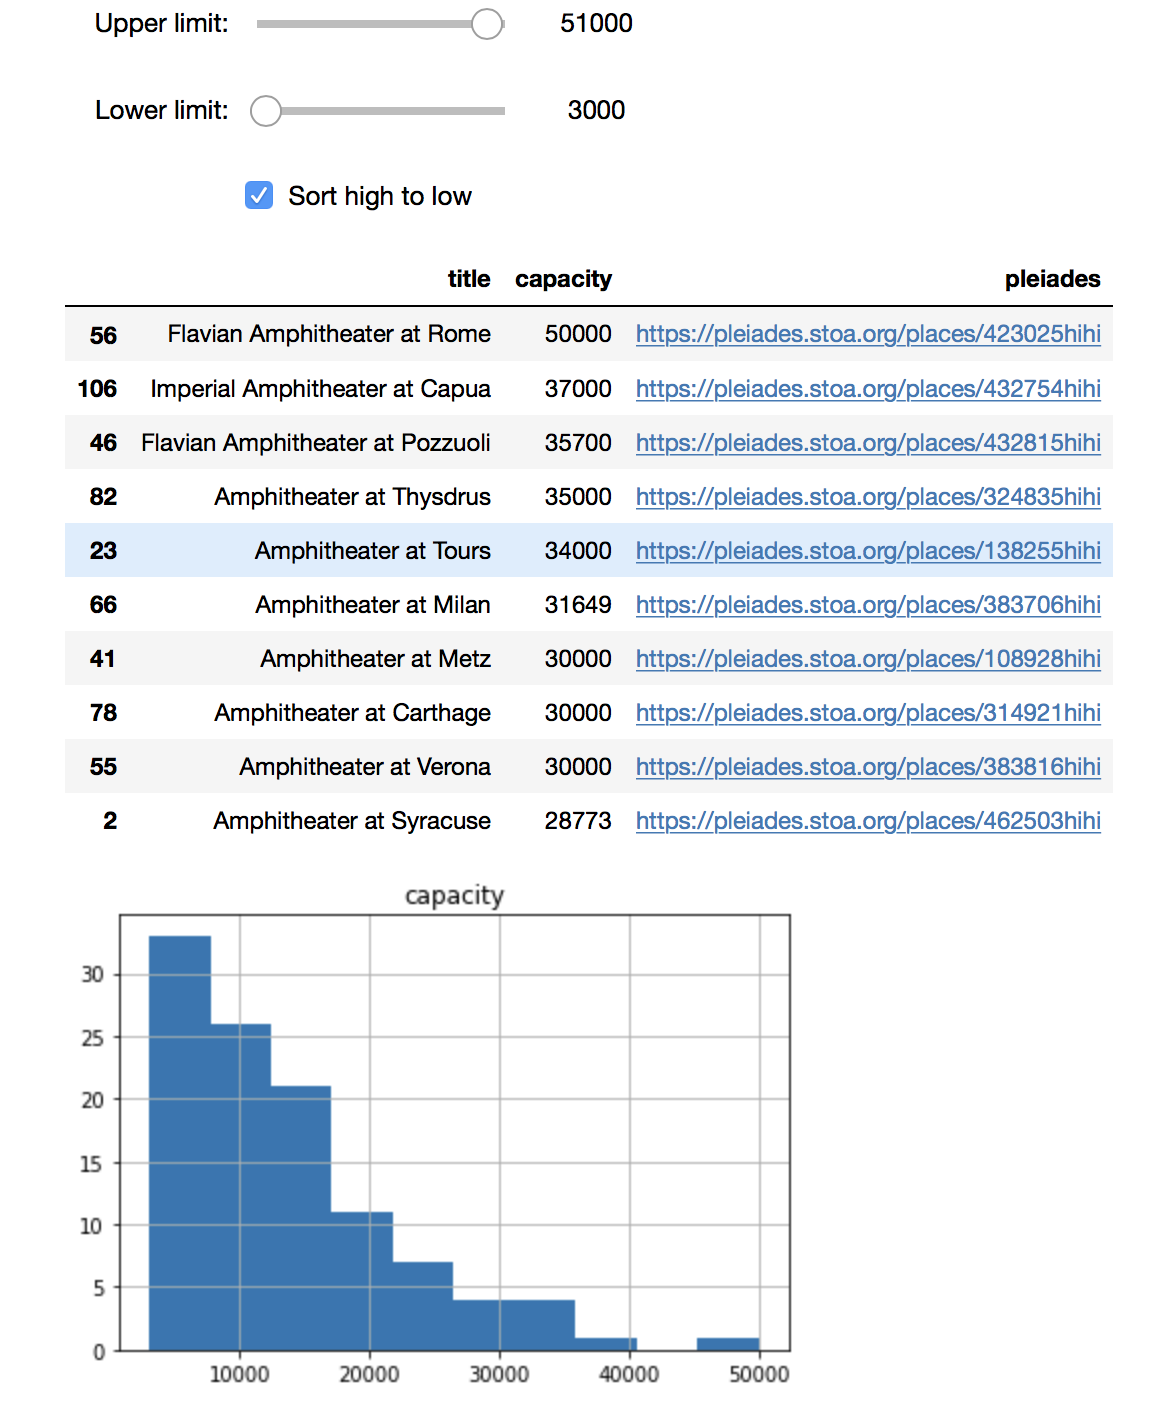 Upper limit: 51000
Lower limit: 3000
Sort high to low
title capacity pleiades
56 Flavian Amphitheater at Rome 50000 https://pleiades.stoa.org/places/423025hihi
106 Imperial Amphitheater at Capua 37000 https://pleiades.stoa.org/places/432754hihi
46 Flavian Amphitheater at Pozzuoli 35700 https://pleiades.stoa.org/places/432815hihi
82 Amphitheater at Thysdrus 35000 https://pleiades.stoa.org/places/324835hihi
23 Amphitheater at Tours 34000 https://pleiades.stoa.org/places/138255hihi
66 Amphitheater at Milan 31649 https://pleiades.stoa.org/places/383706hihi
41 Amphitheater at Metz 30000 https://pleiades.stoa.org/places/108928hihi
78 Amphitheater at Carthage 30000 https://pleiades.stoa.org/places/314921hihi
55 Amphitheater at Verona 30000 https://pleiades.stoa.org/places/383816hihi
2 Amphitheater at Syracuse 28773 https://pleiades.stoa.org/places/462503hihi
capacity
30
25
20
15
10
5
0
10000 20000 30000 40000 50000